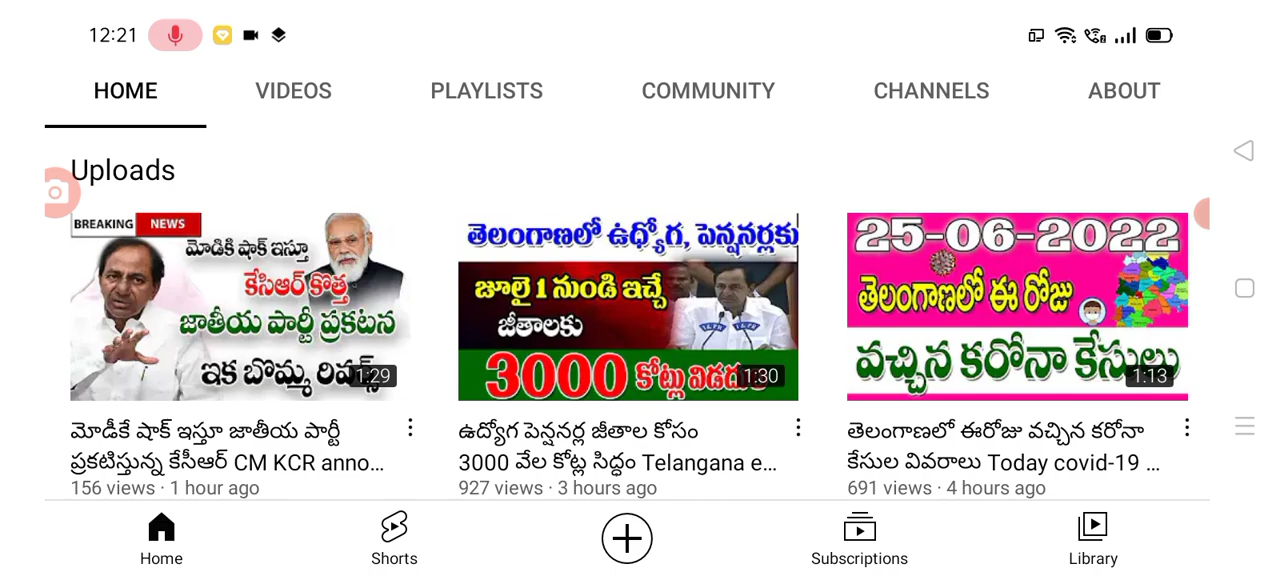 12:21
HOME VIDEOS PLAYLISTS COMMUNITY CHANNELS ABOUT
Uploads
BREAKING NEWS
మోడికి షాక్ ఇస్తూ
కేసిఆర్ కొత్త
జాతీయ పార్టీ ప్రకటన
ఇక బొమ్మ
1:29
తెలంగాణలో ఉద్యోగ, పెన్షనర్లకు
జూలై 1 నుండి ఇచ్చే
జీతాలకు
3000 కోట్లు
1:30
25-06-2022
తెలంగాణలో ఈ రోజు
వచ్చిన కరోనా కేసులు
1:13
మోడీకే షాక్ ఇస్తూ జాతీయ పార్టీ
ప్రకటిస్తున్న కేసీఆర్ CM KCR anno...
156 views · 1 hour ago
ఉద్యోగ పెన్షనర్ల జీతాల కోసం
3000 వేల కోట్ల సిద్ధం Telangana e...
927 views · 3 hours ago
తెలంగాణలో ఈరోజు వచ్చిన కరోనా
కేసుల వివరాలు Today covid-19 ...
691 views · 4 hours ago
Home Shorts Subscriptions Library